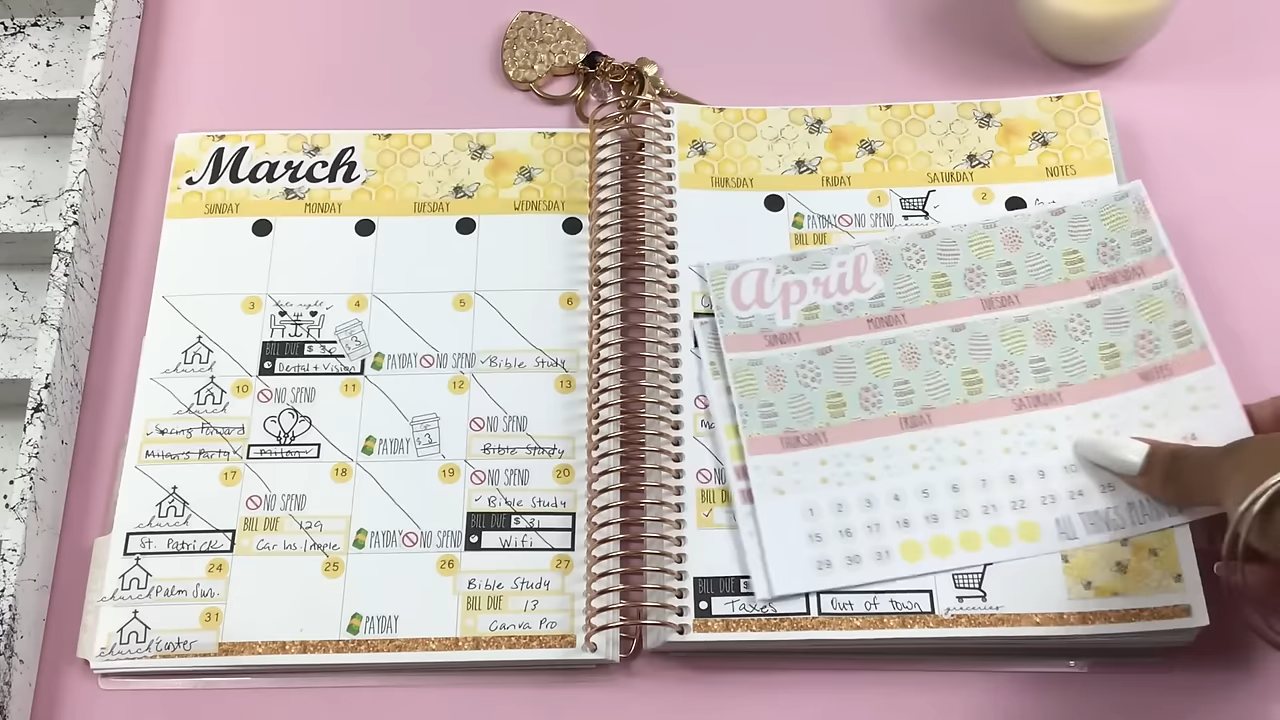 March
SUNDAY MONDAY TUESDAY WEDNESDAY
3 4 5 6
date night
BILL DUE $ 36
Dental + Vision
$3
PAYDAY NO SPEND
Bible Study
church
10 11 12 13
NO SPEND
church
Spring Forward
Milan's Party
Milan
PAYDAY
$3
NO SPEND
Bible Study
17 18 19 20
church
St. Patrick
NO SPEND
BILL DUE 129
Car Ins / Apple
PAYDAY NO SPEND
NO SPEND
Bible Study
BILL DUE $ 31
Wifi
24 25 26 27
church Palm Sun.
PAYDAY
Bible Study
BILL DUE 13
Canva Pro
31
church Easter
THURSDAY FRIDAY SATURDAY NOTES
1 2
PAYDAY NO SPEND
groceries
BILL DUE
April
SUNDAY MONDAY TUESDAY WEDNESDAY
THURSDAY FRIDAY SATURDAY NOTES
1 2 3 4 5 6 7 8 9 10
15 16 17 18 19 20 21 22 23 24 25
29 30 31
ALL THINGS
BILL
BILL DUE $
Taxes
Out of town
groceries